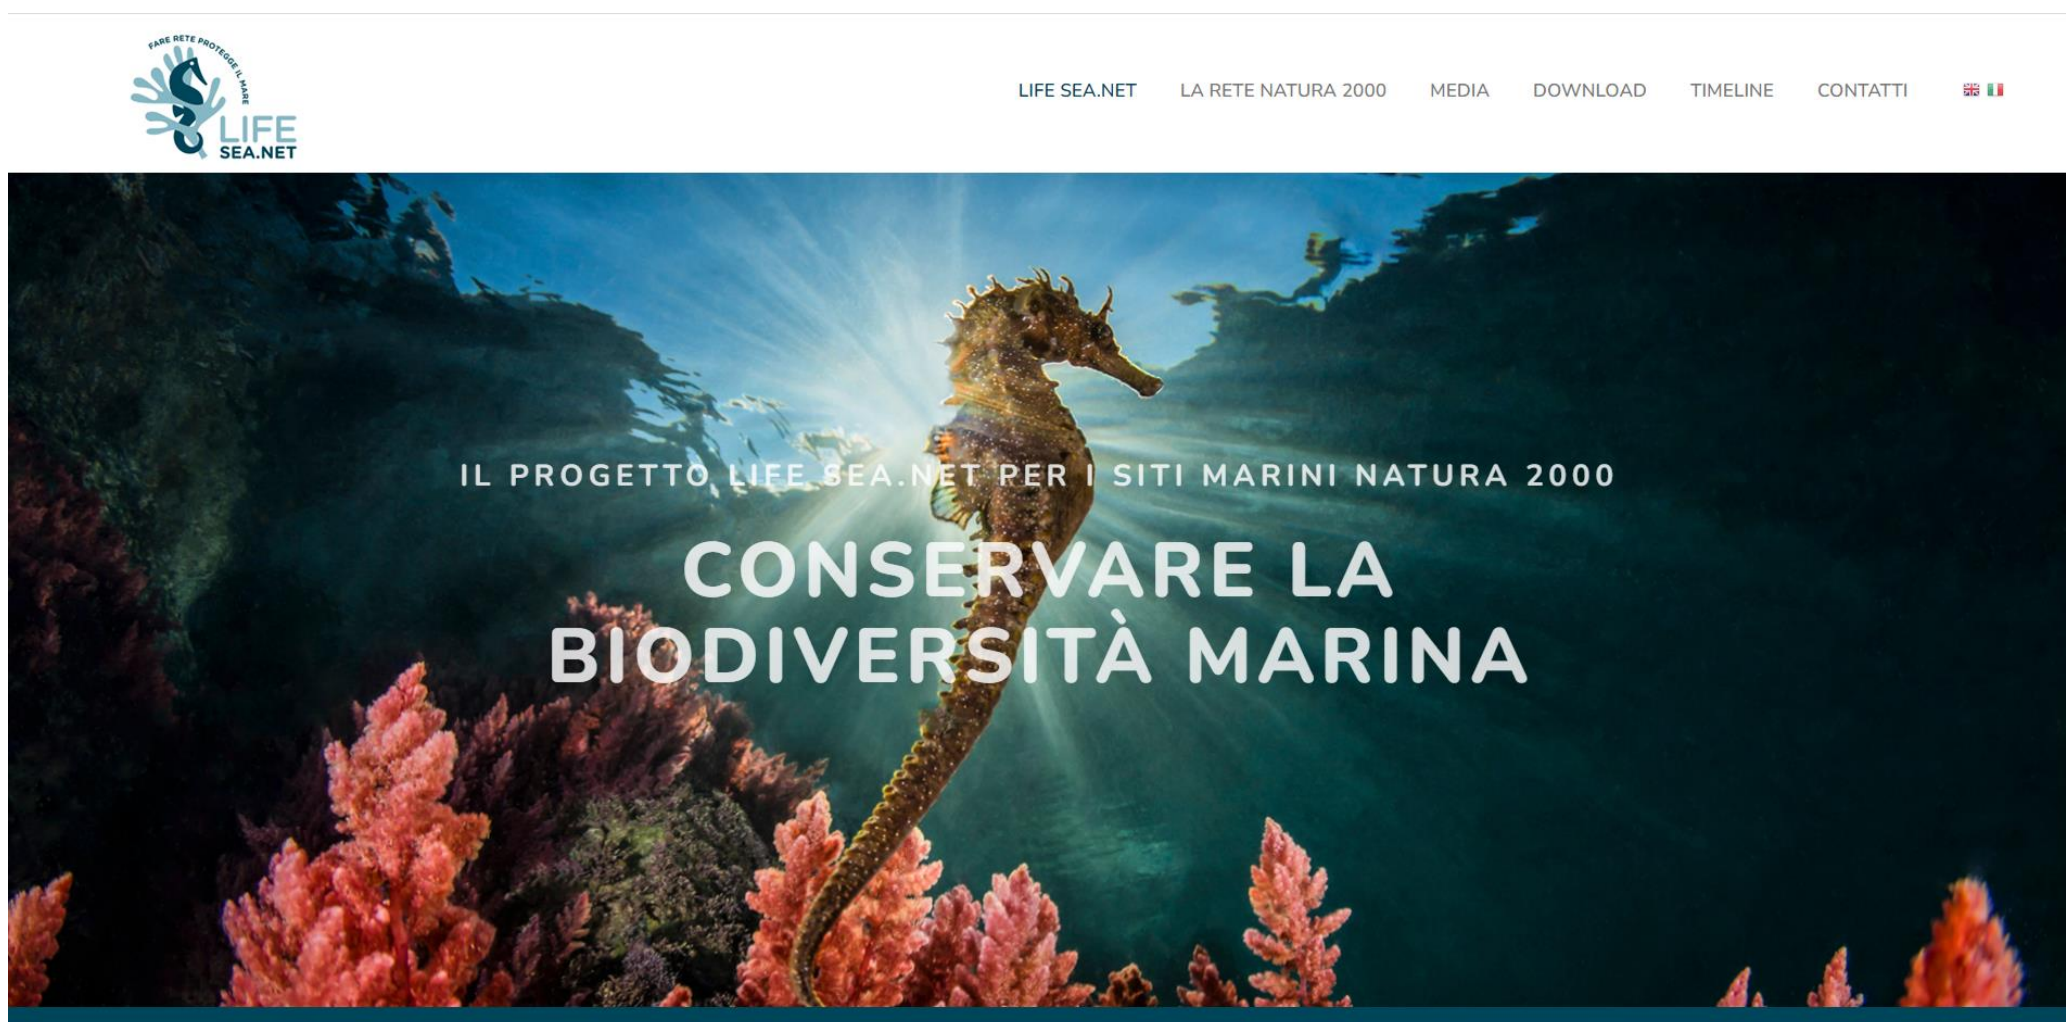 FARE RETE PROTEGGE IL MARE
LIFE
SEA.NET
LIFE SEA.NET LA RETE NATURA 2000 MEDIA DOWNLOAD TIMELINE CONTATTI
IL PROGETTO LIFE SEA.NET PER I SITI MARINI NATURA 2000
CONSERVARE LA
BIODIVERSITÀ MARINA